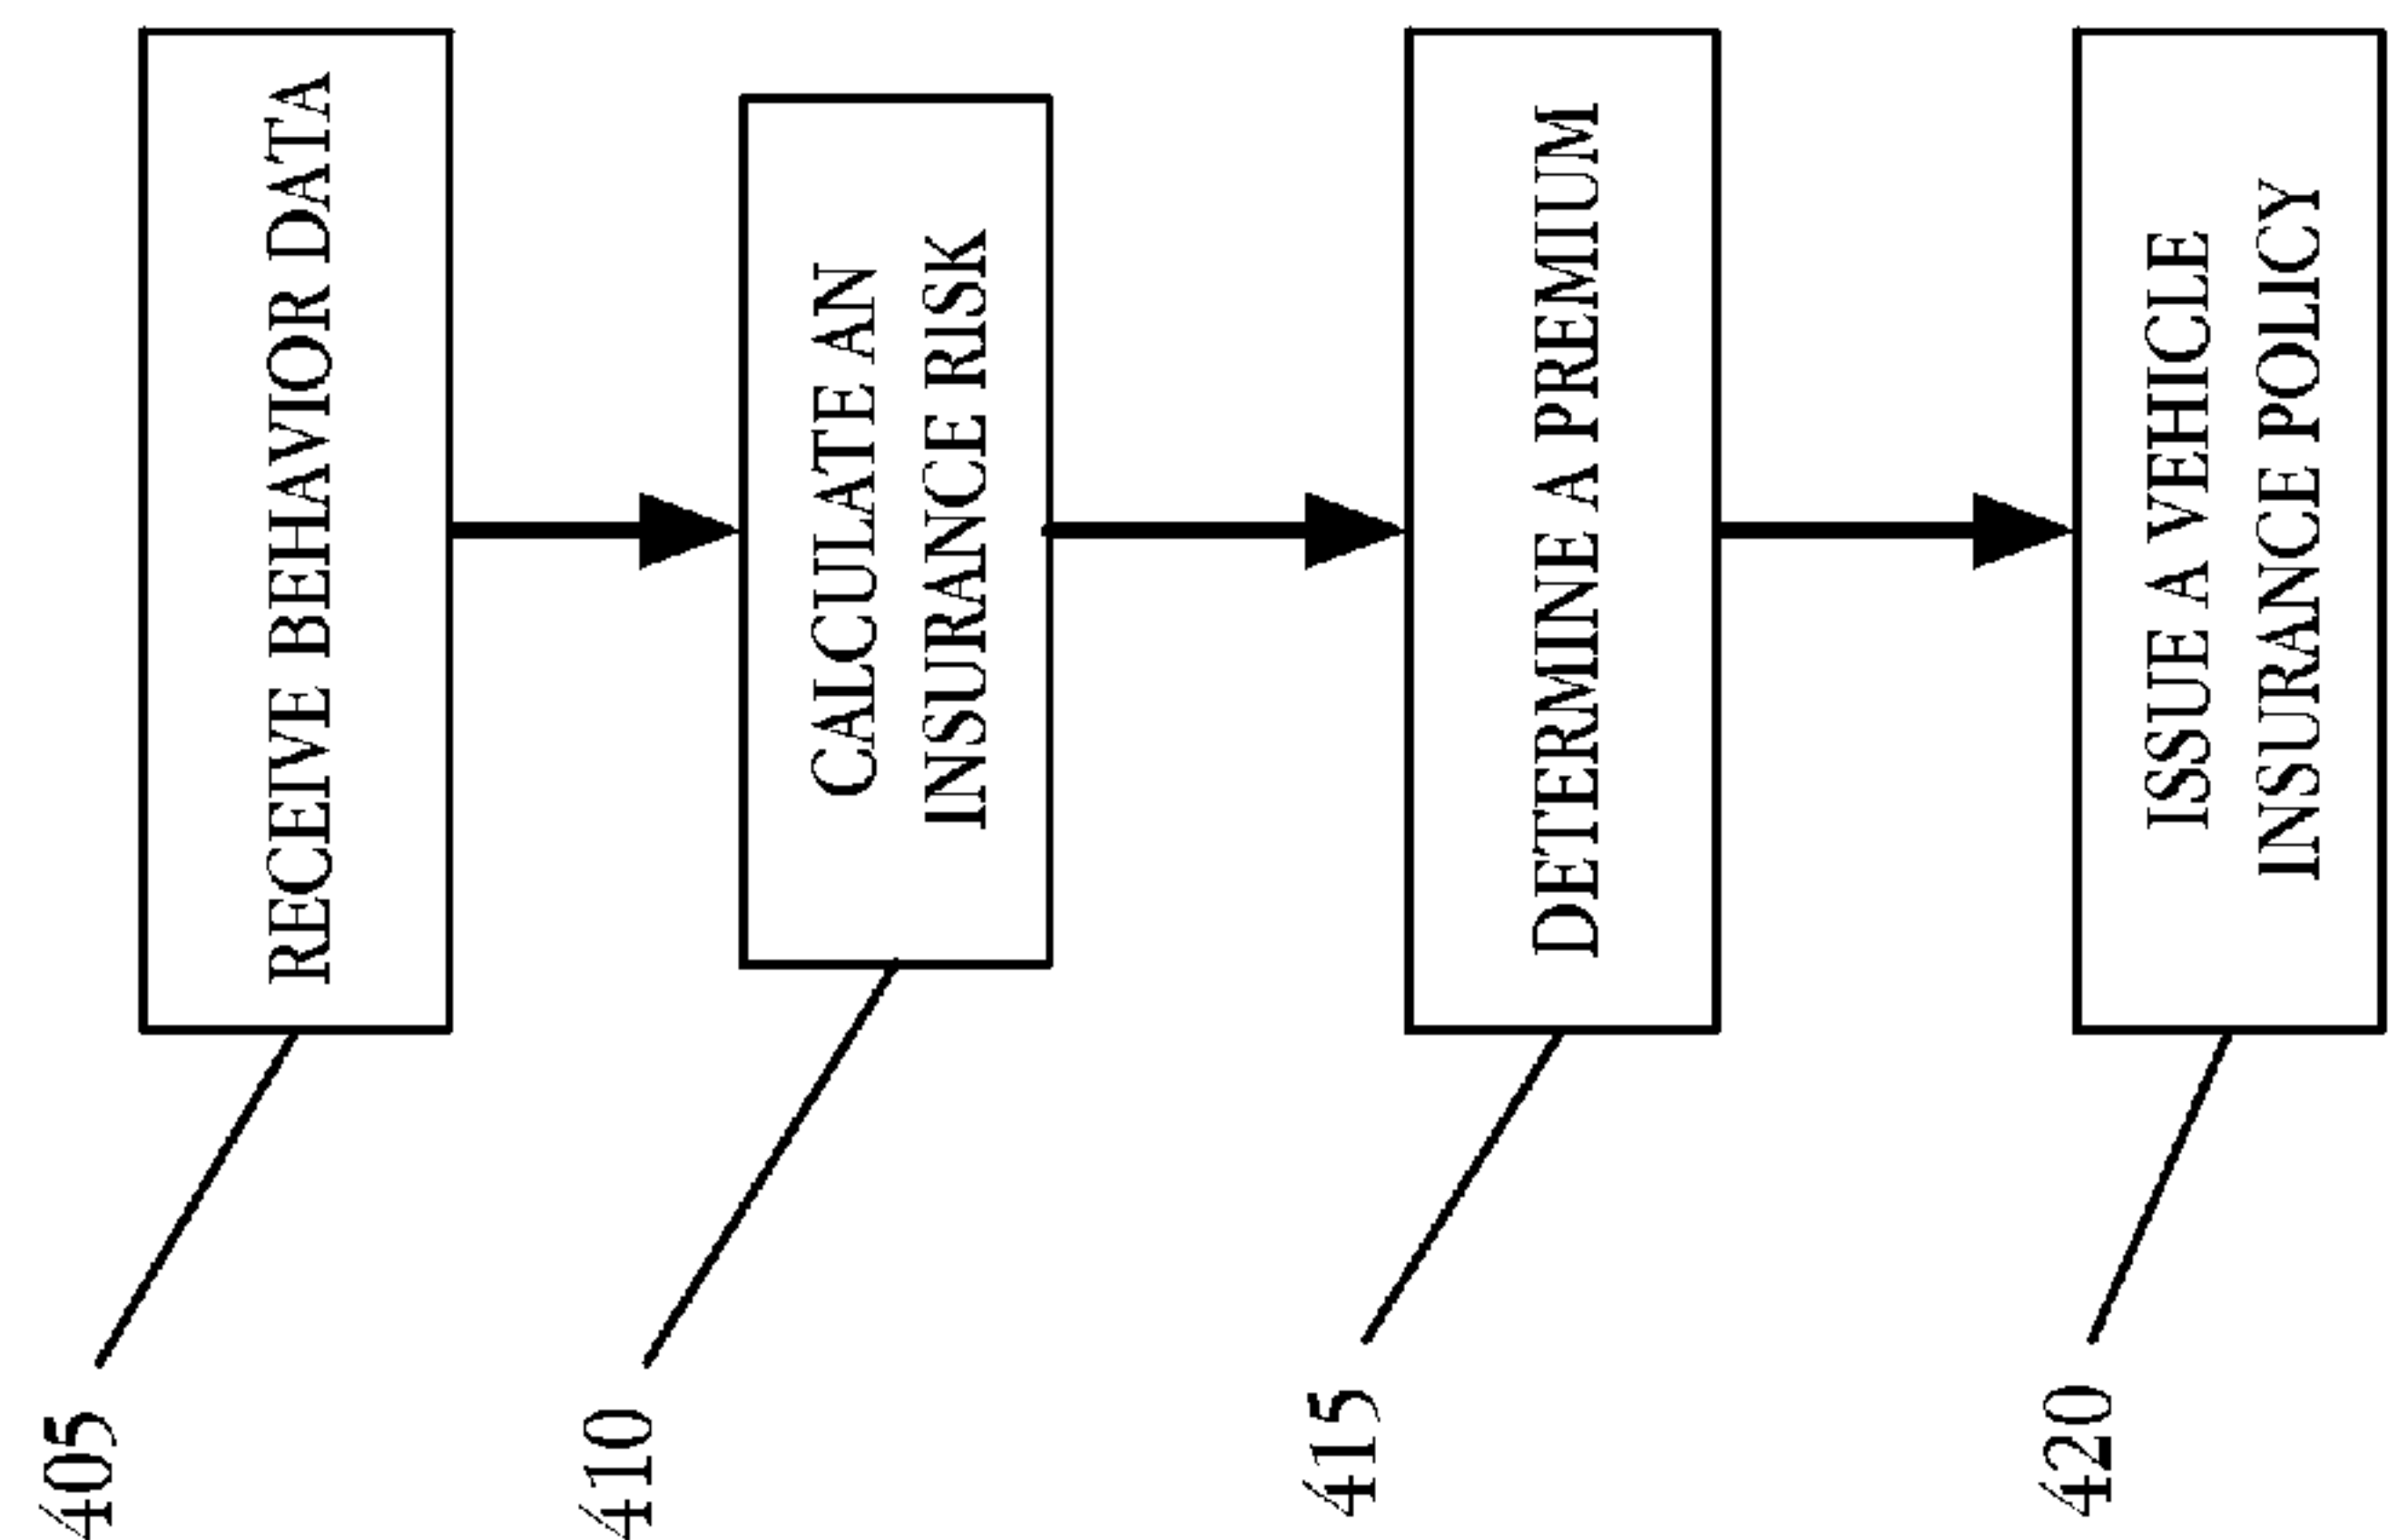 405
RECEIVE BEHAVIOR DATA
410
CALCULATE AN
INSURANCE RISK
415
DETERMINE A PREMIUM
420
ISSUE A VEHICLE
INSURANCE POLICY